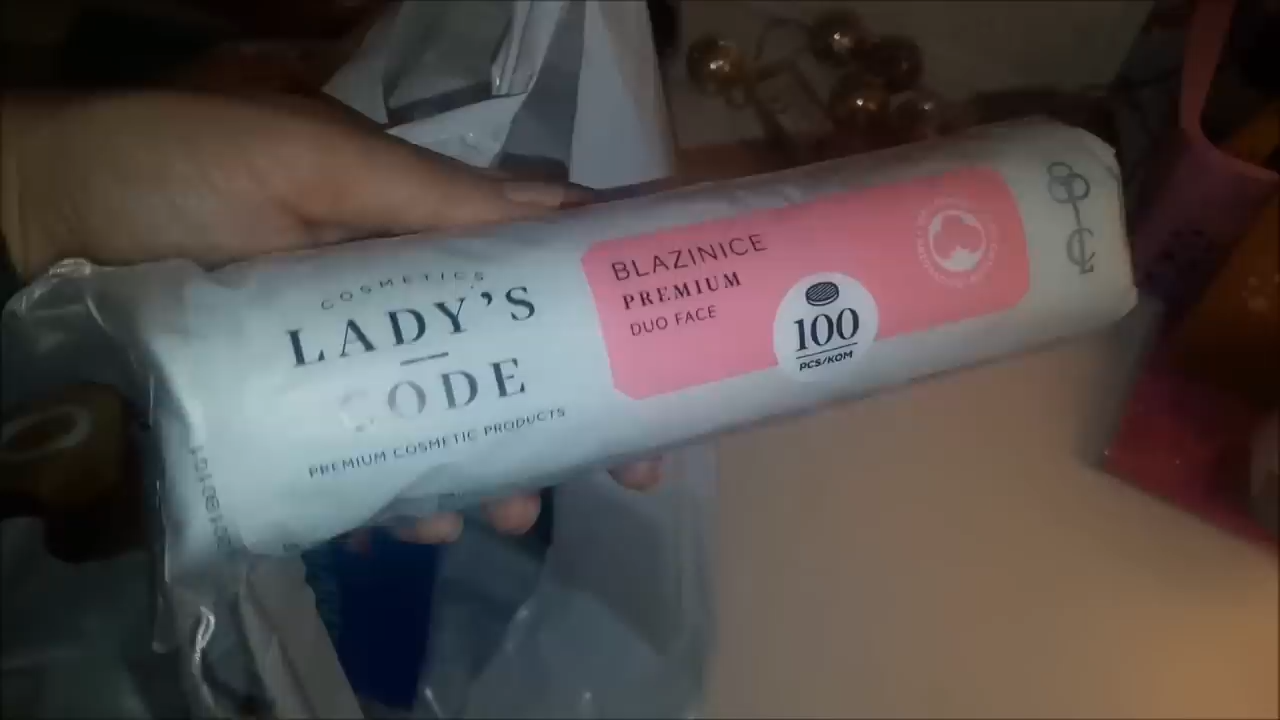 COSMETICS
LADY'S
CODE
PREMIUM COSMETIC PRODUCTS
BLAZINICE
PREMIUM
DUO FACE
100
PCS/KOM